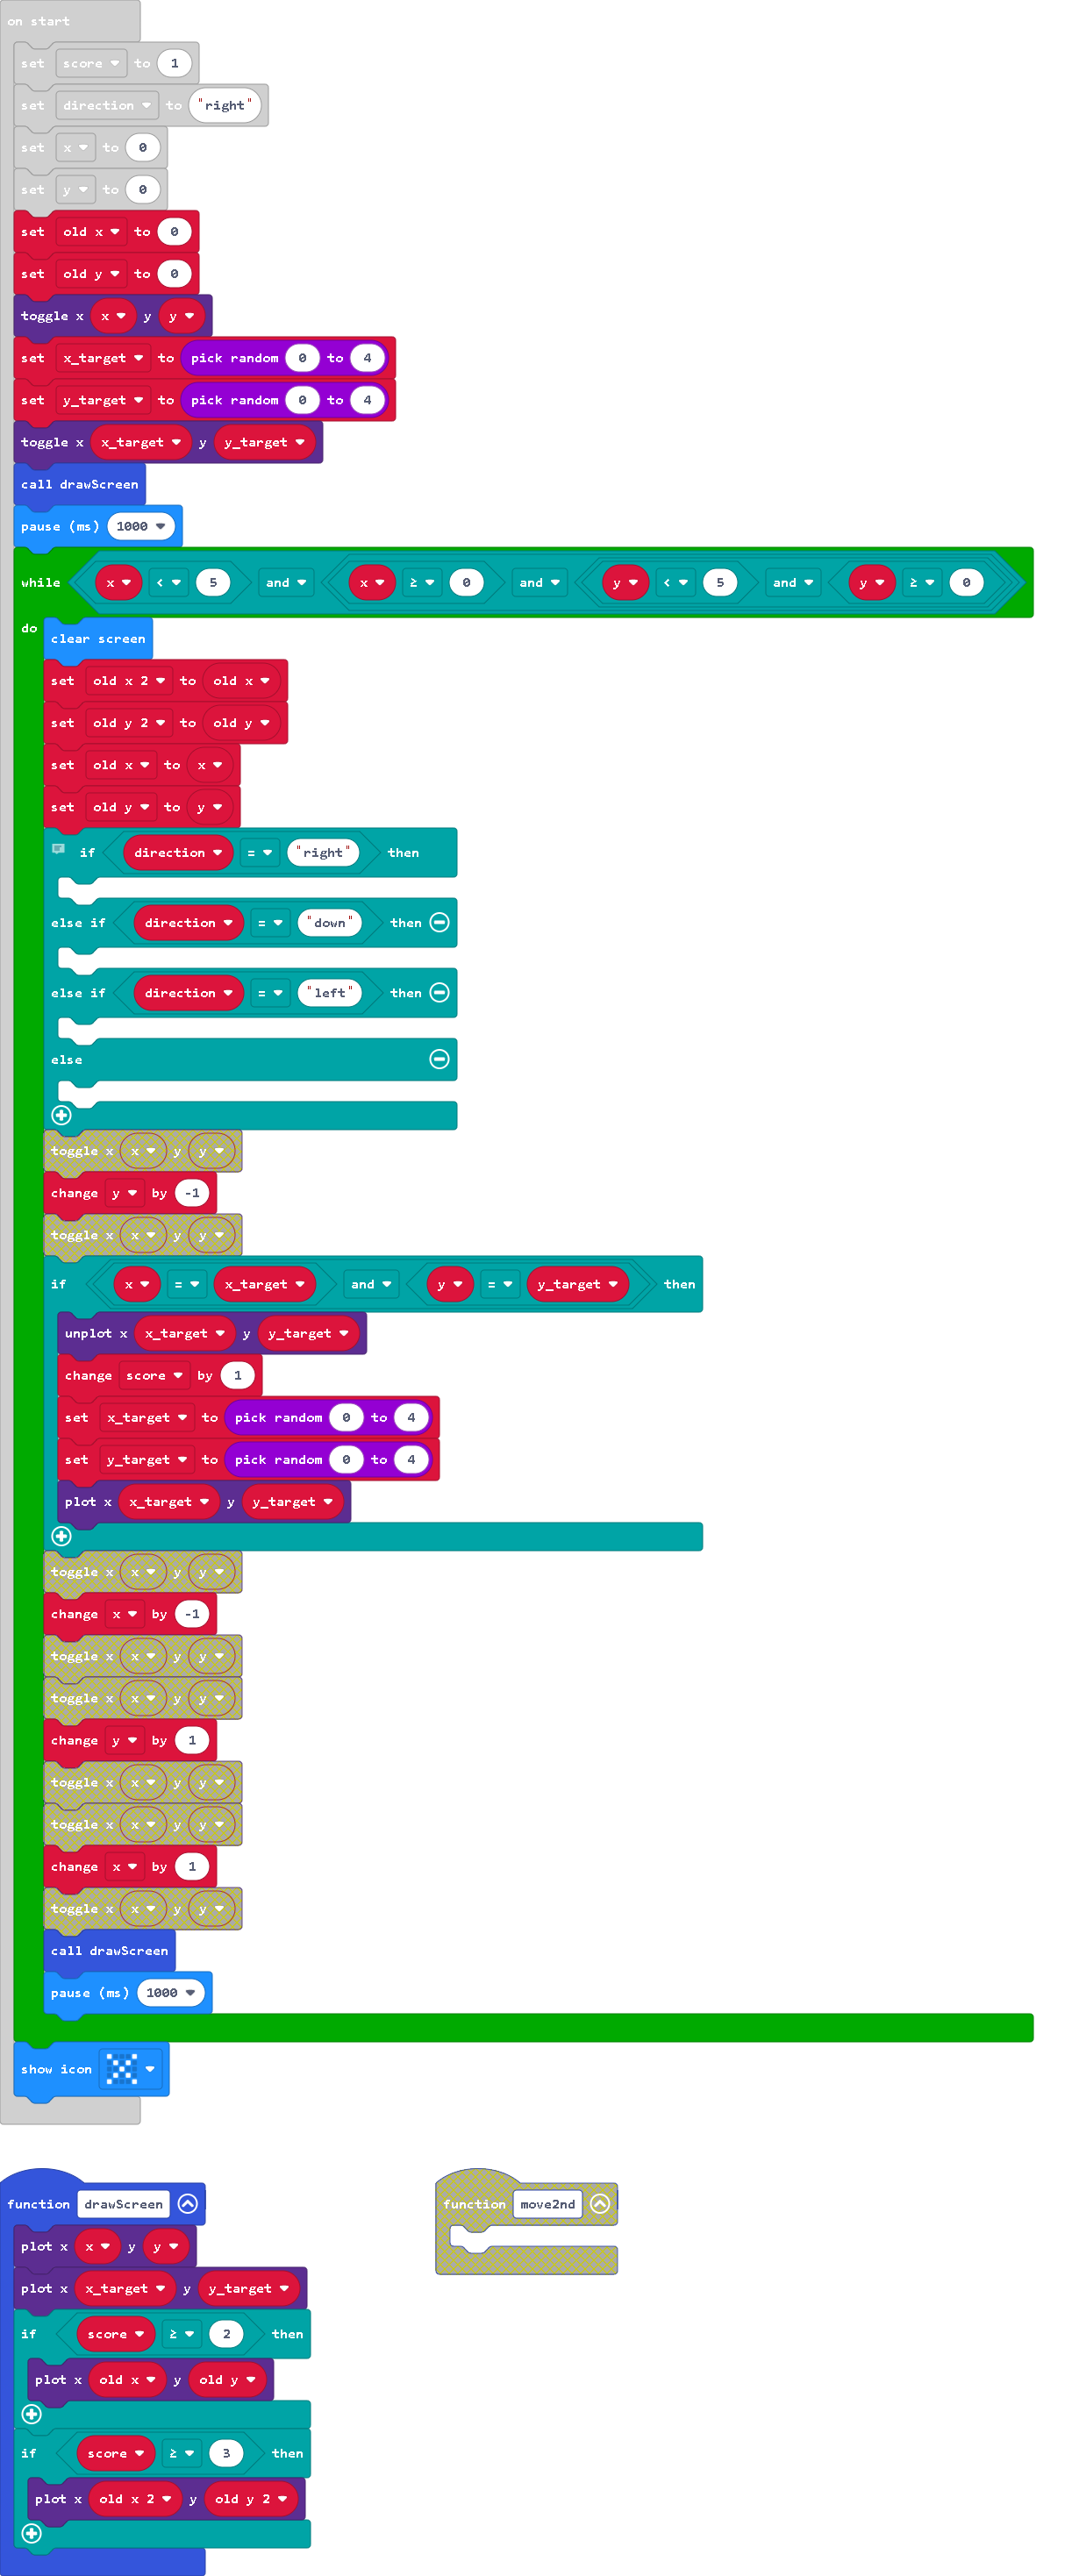 on start
set score to 1
set direction to "right"
set x to 0
set y to 0
set old x to 0
set old y to 0
toggle x x y y
set x_target to pick random 0 to 4
set y_target to pick random 0 to 4
toggle x x_target y y_target
call drawScreen
pause (ms) 1000
while x < 5 and x ≥ 0 and y < 5 and y ≥ 0
do
clear screen
set old x 2 to old x
set old y 2 to old y
set old x to x
set old y to y
if direction = "right" then
else if direction = "down" then
else if direction = "left" then
else
toggle x x y y
change y by -1
toggle x x y y
if x = x_target and y = y_target then
unplot x x_target y y_target
change score by 1
set x_target to pick random 0 to 4
set y_target to pick random 0 to 4
plot x x_target y y_target
toggle x x y y
change x by -1
toggle x x y y
toggle x x y y
change y by 1
toggle x x y y
toggle x x y y
change x by 1
toggle x x y y
call drawScreen
pause (ms) 1000
show icon
function drawScreen
plot x x y y
plot x x_target y y_target
if score ≥ 2 then
plot x old x y old y
if score ≥ 3 then
plot x old x 2 y old y 2
function move2nd